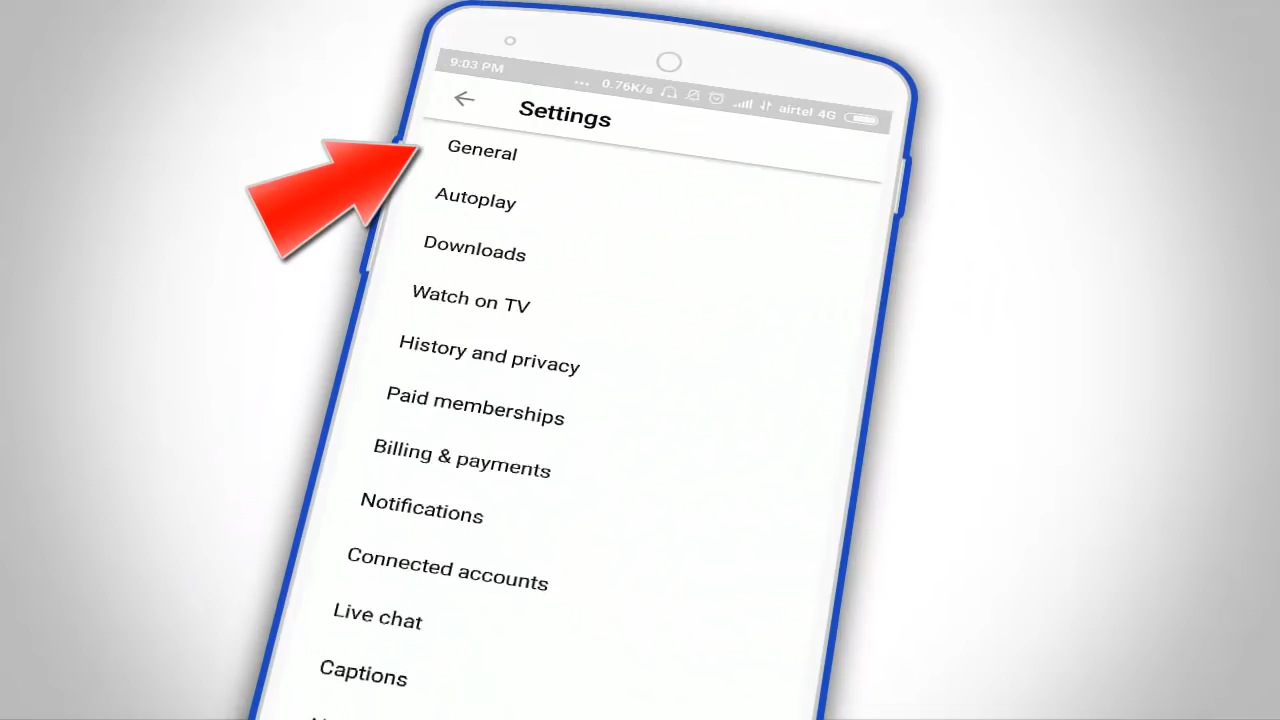 9:03 PM ... 0.76K/s airtel 4G
Settings
General
Autoplay
Downloads
Watch on TV
History and privacy
Paid memberships
Billing & payments
Notifications
Connected accounts
Live chat
Captions